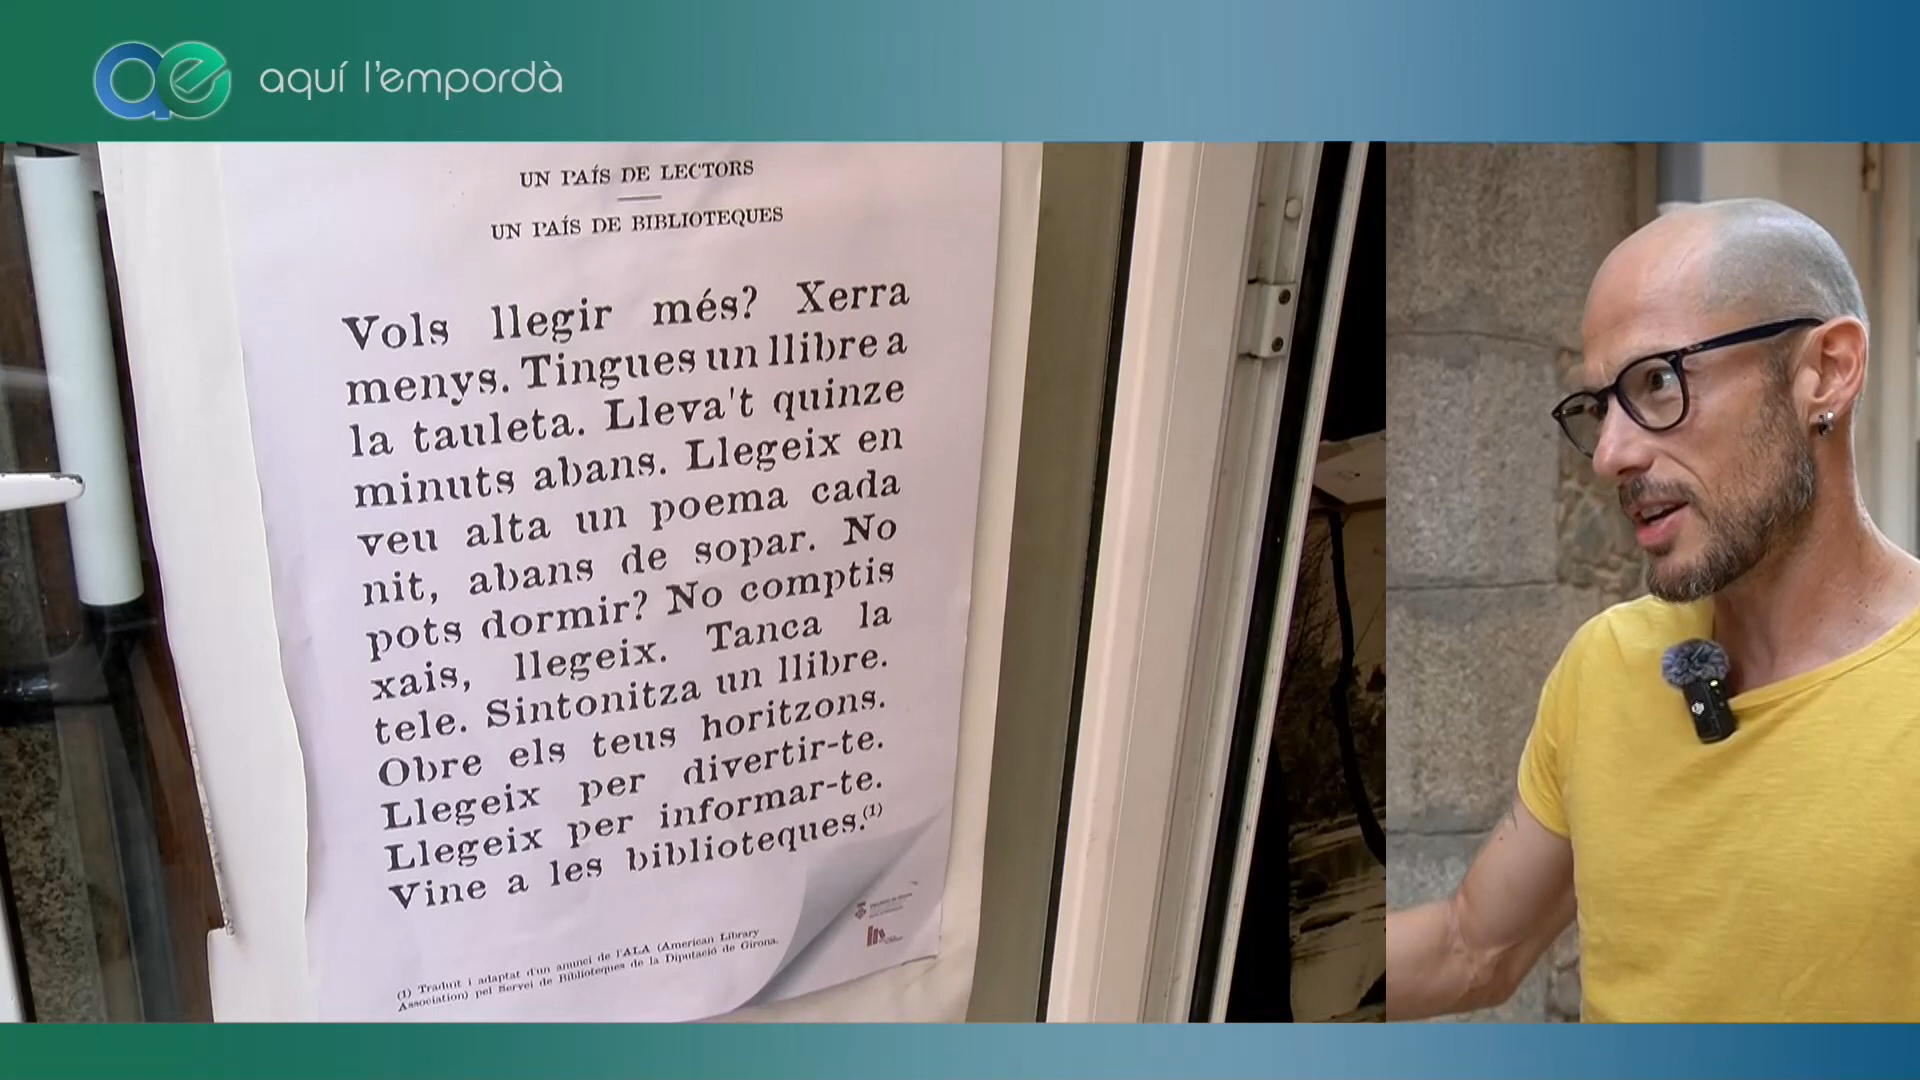 ae aquí l'empordà
UN PAÍS DE LECTORS
UN PAÍS DE BIBLIOTEQUES
Vols llegir més? Xerra
menys. Tingues un llibre a
la tauleta. Lleva't quinze
minuts abans. Llegeix en
veu alta un poema cada
nit, abans de sopar. No
pots dormir? No comptis
xais, llegeix. Tanca la
tele. Sintonitza un llibre.
Obre els teus horitzons.
Llegeix per divertir-te.
Llegeix per informar-te.
Vine a les biblioteques.(1)
(1) Traduït i adaptat d'un anunci de l'ALA (American Library
Association) pel Servei de Biblioteques de la Diputació de Girona.